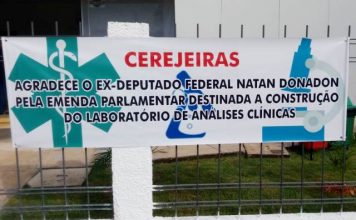 CEREJEIRAS
AGRADECE O EX-DEPUTADO FEDERAL NATAN DONADON
PELA EMENDA PARLAMENTAR DESTINADA A CONSTRUÇÃO
DO LABORATÓRIO DE ANÁLISES CLÍNICAS